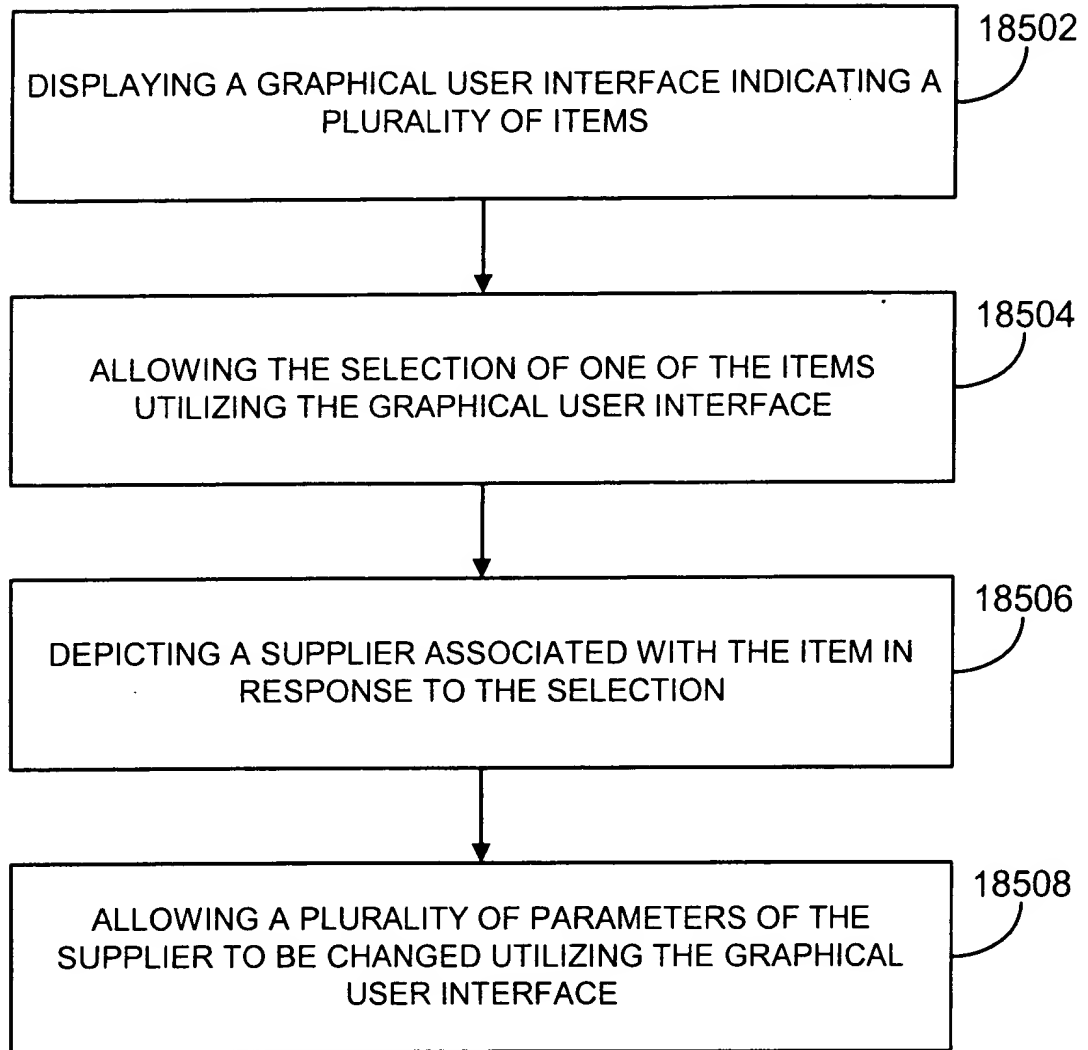 18502
DISPLAYING A GRAPHICAL USER INTERFACE INDICATING A
PLURALITY OF ITEMS
18504
ALLOWING THE SELECTION OF ONE OF THE ITEMS
UTILIZING THE GRAPHICAL USER INTERFACE
18506
DEPICTING A SUPPLIER ASSOCIATED WITH THE ITEM IN
RESPONSE TO THE SELECTION
18508
ALLOWING A PLURALITY OF PARAMETERS OF THE
SUPPLIER TO BE CHANGED UTILIZING THE GRAPHICAL
USER INTERFACE